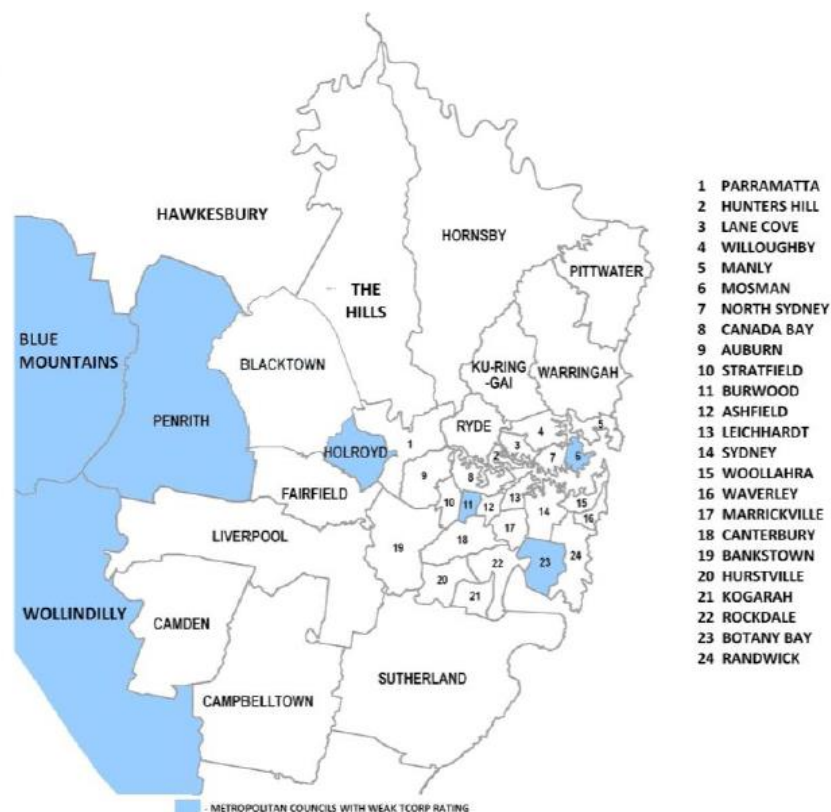 HAWKESBURY
HORNSBY
PITTWATER
THE
HILLS
BLUE
MOUNTAINS
BLACKTOWN
KU-RING
-GAI
WARRINGAH
PENRITH
RYDE
HOLROYD
1
2
3
4
5
6
7
8
9
10
11
12
13
14
15
16
17
18
19
20
21
22
23
24
FAIRFIELD
LIVERPOOL
WOLLINDILLY
CAMDEN
CAMPBELLTOWN
SUTHERLAND
1 PARRAMATTA
2 HUNTERS HILL
3 LANE COVE
4 WILLOUGHBY
5 MANLY
6 MOSMAN
7 NORTH SYDNEY
8 CANADA BAY
9 AUBURN
10 STRATFIELD
11 BURWOOD
12 ASHFIELD
13 LEICHHARDT
14 SYDNEY
15 WOOLLAHRA
16 WAVERLEY
17 MARRICKVILLE
18 CANTERBURY
19 BANKSTOWN
20 HURSTVILLE
21 KOGARAH
22 ROCKDALE
23 BOTANY BAY
24 RANDWICK
- METROPOLITAN COUNCILS WITH WEAK TCORP RATING